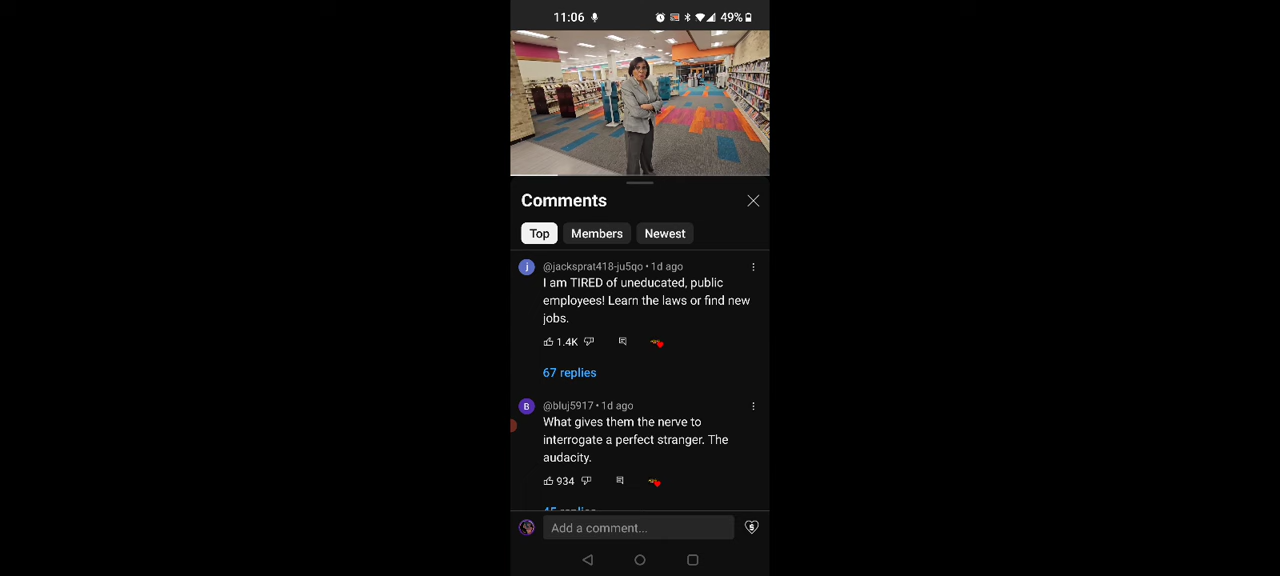 11:06 49%
Comments
Top Members Newest
@jacksprat418-ju5qo • 1d ago
I am TIRED of uneducated, public
employees! Learn the laws or find new
jobs.
1.4K
67 replies
B @bluj5917 • 1d ago
What gives them the nerve to
interrogate a perfect stranger. The
audacity.
934
45 replies
Add a comment...